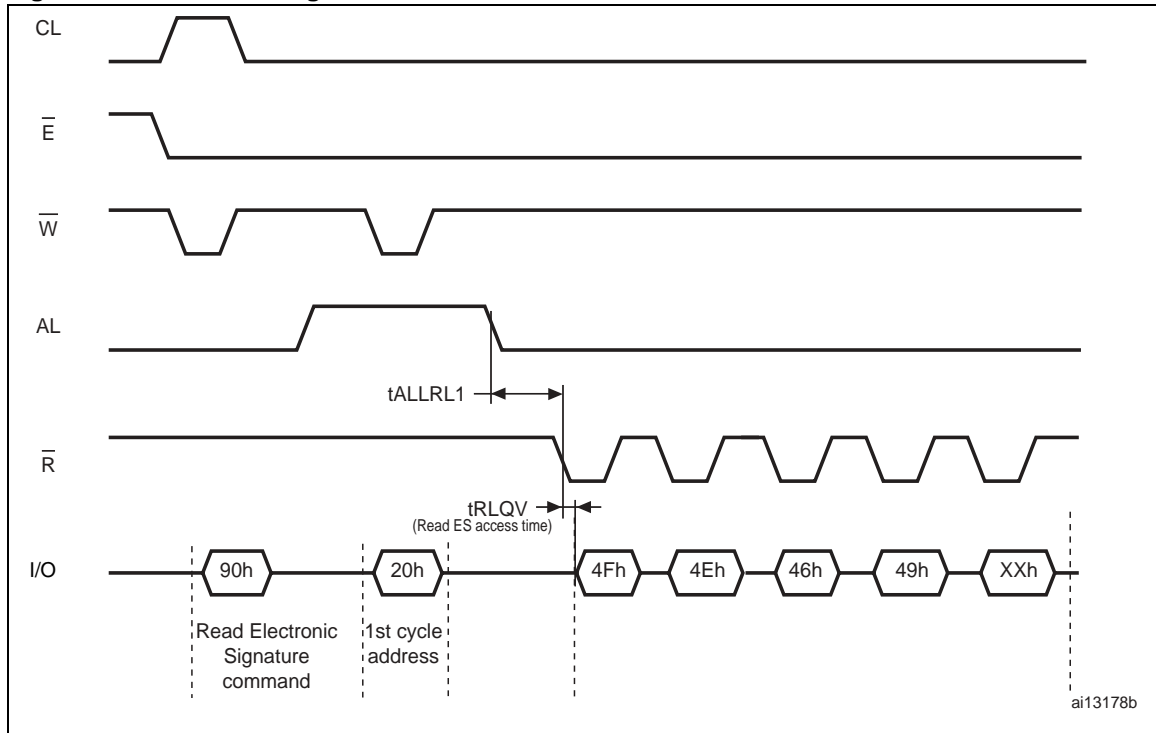 CL
E
W
AL
tALLRL1
R
tRLQV
(Read ES access time)
I/O
90h
20h
4Fh
4Eh
46h
49h
XXh
Read Electronic
Signature
command
1st cycle
address
ai13178b